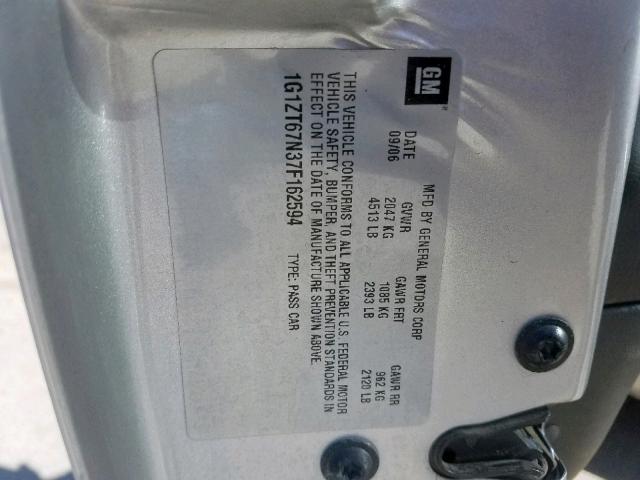 GM
MFD BY GENERAL MOTORS CORP
DATE GVWR GAWR FRT GAWR RR
09/06 2047 KG 1085 KG 962 KG
4513 LB 2393 LB 2120 LB
THIS VEHICLE CONFORMS TO ALL APPLICABLE U.S. FEDERAL MOTOR
VEHICLE SAFETY, BUMPER, AND THEFT PREVENTION STANDARDS IN
EFFECT ON THE DATE OF MANUFACTURE SHOWN ABOVE.
1G1ZT67N37F162594 TYPE: PASS CAR